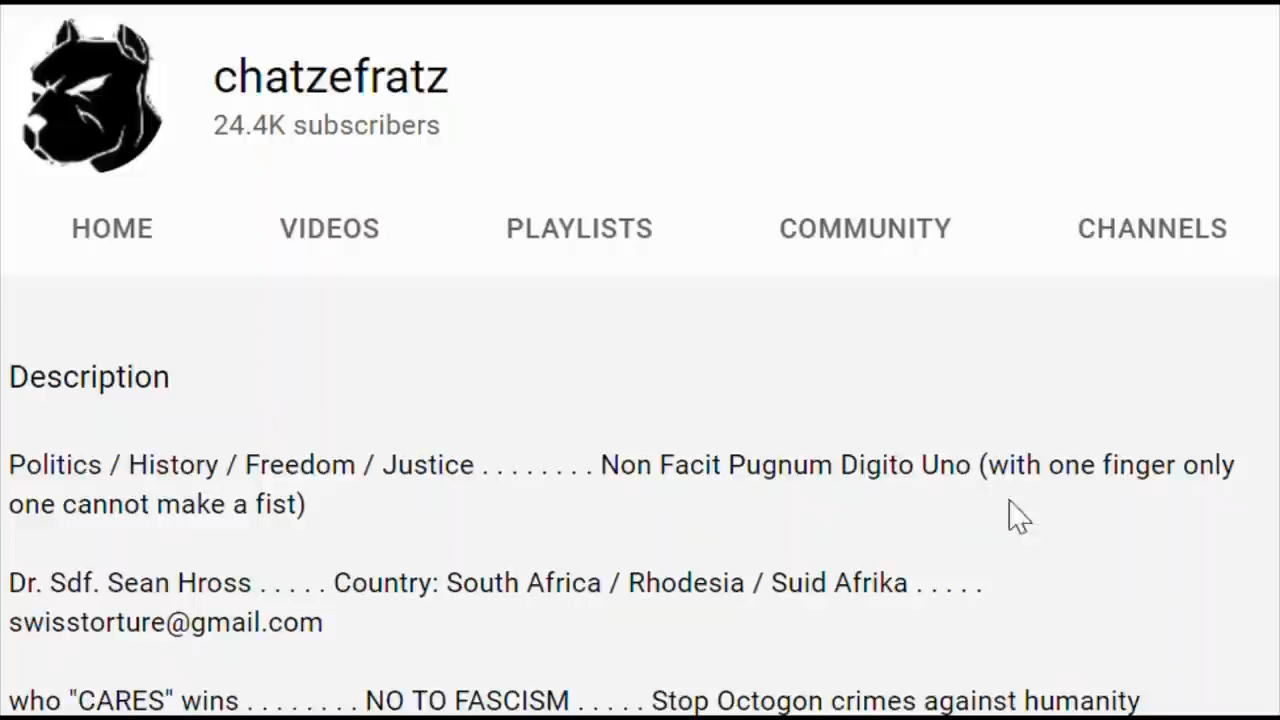 chatzefratz
24.4K subscribers
HOME VIDEOS PLAYLISTS COMMUNITY CHANNELS
Description
Politics / History / Freedom / Justice . . . . . . . . Non Facit Pugnum Digito Uno (with one finger only
one cannot make a fist)
Dr. Sdf. Sean Hross . . . . . Country: South Africa / Rhodesia / Suid Afrika . . . . .
swisstorture@gmail.com
who "CARES" wins . . . . . . . . NO TO FASCISM . . . . . Stop Octogon crimes against humanity